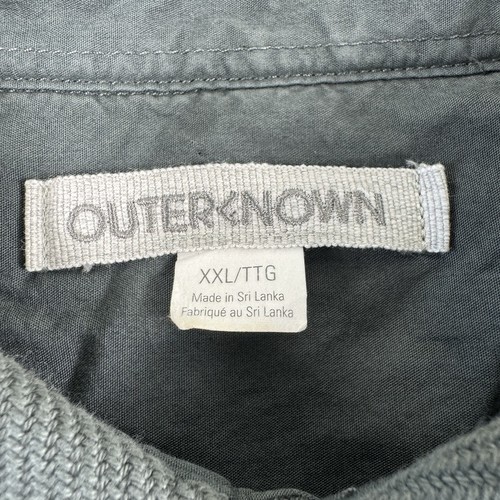 OUTERKNOWN
XXL/TTG
Made in Sri Lanka
Fabriqué au Sri Lanka